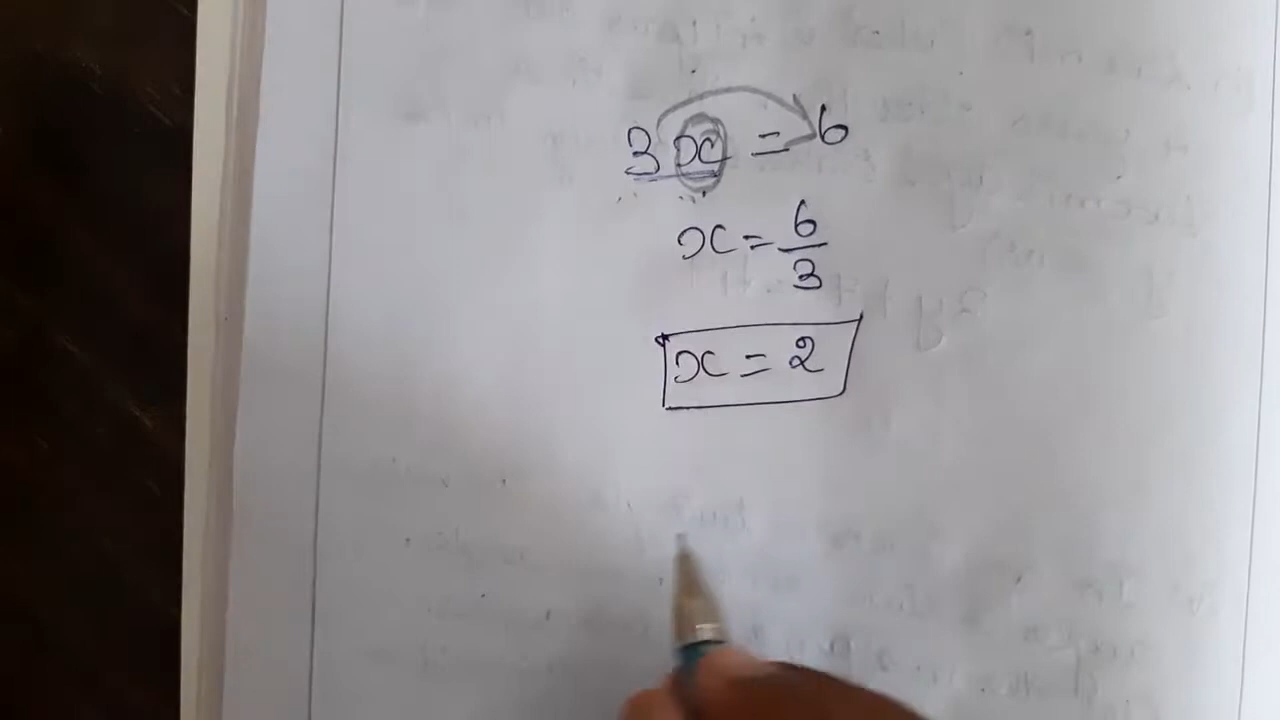 3x = 6
x = 6/3
x = 2